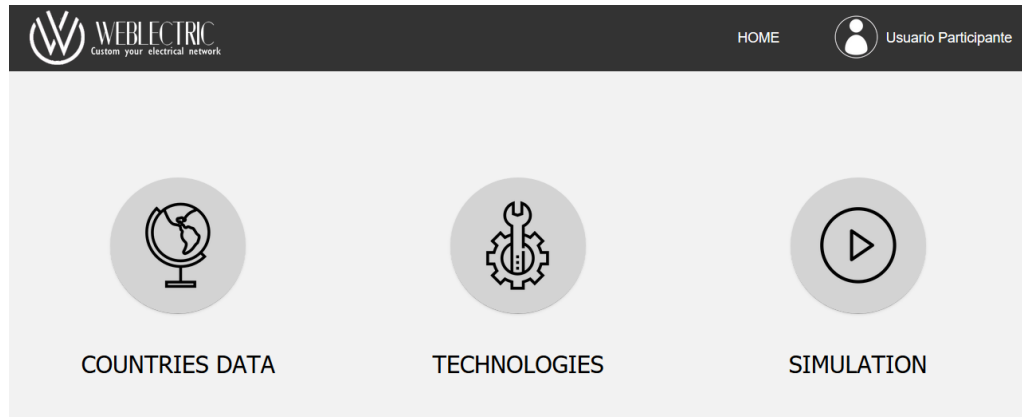 WEBLECTRIC
Custom your electrical network
HOME
Usuario Participante
COUNTRIES DATA
TECHNOLOGIES
SIMULATION